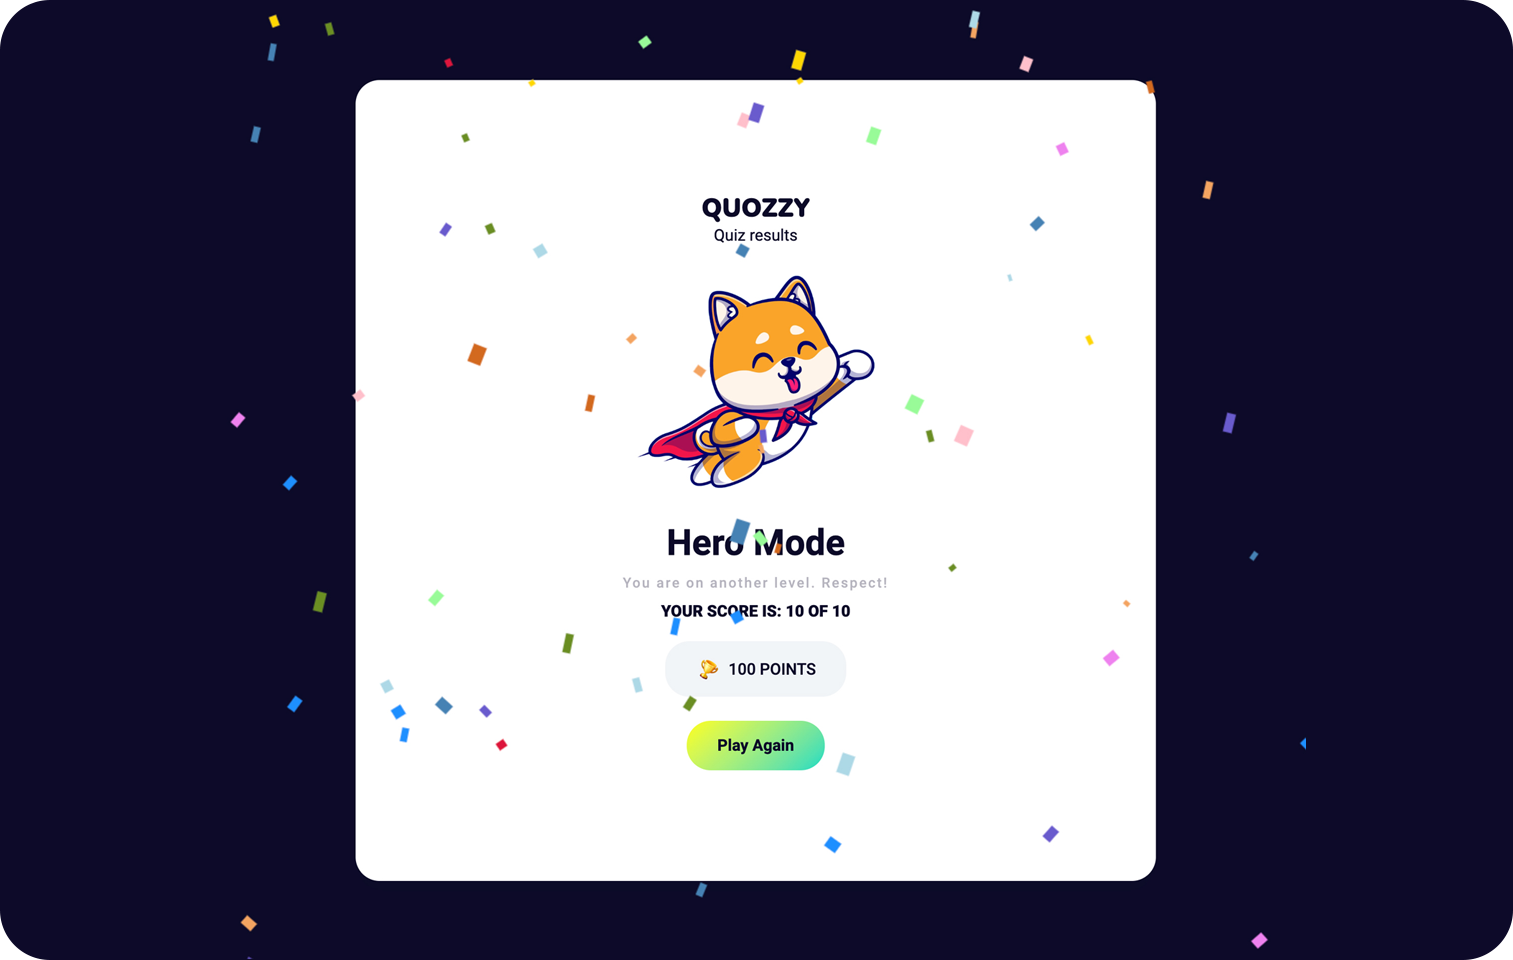 QUOZZY
Quiz results
Hero Mode
You are on another level. Respect!
YOUR SCORE IS: 10 OF 10
100 POINTS
Play Again